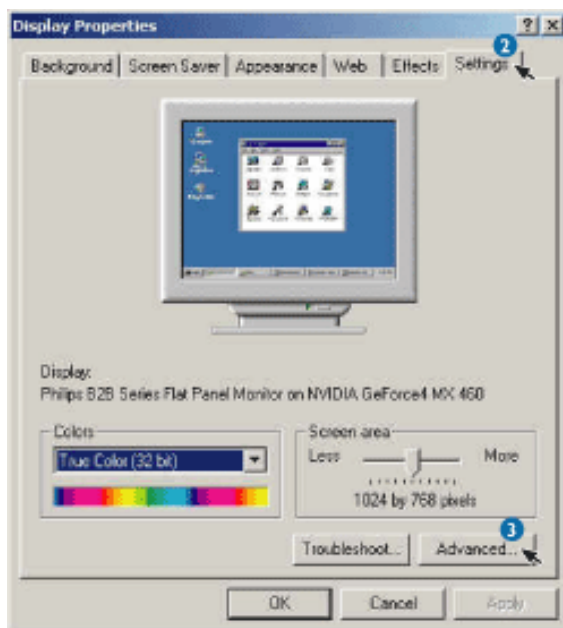 Display Properties
2
Background Screen Saver Appearance Web Effects Settings
Display:
Philips B2B Series Flat Panel Monitor on NVIDIA GeForce4 MX 460
Colors
True Color (32 bit)
Screen area
Less More
1024 by 768 pixels
3
Troubleshoot... Advanced...
OK Cancel Apply